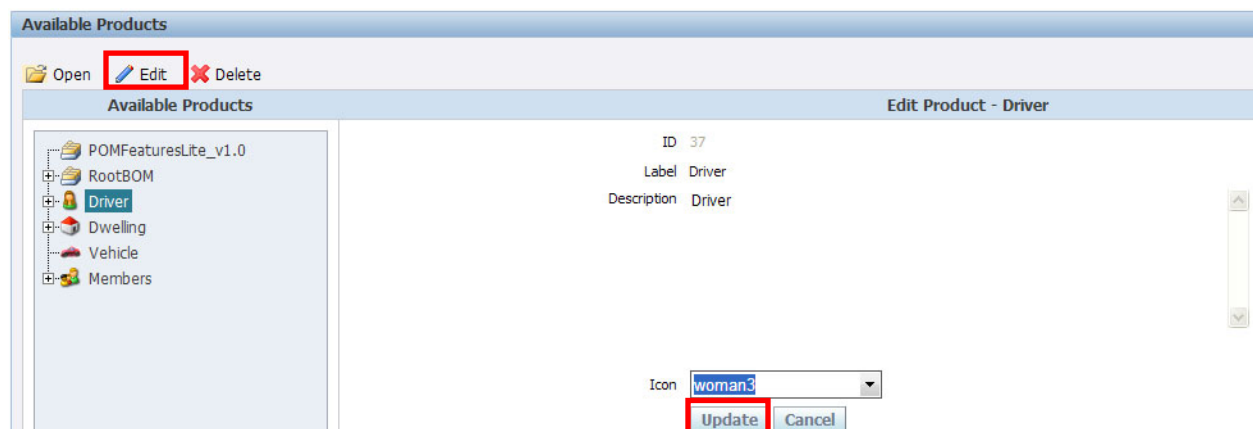 Available Products
Open Edit Delete
Available Products Edit Product - Driver
POMFeaturesLite_v1.0
RootBOM
Driver
Dwelling
Vehicle
Members
ID 37
Label Driver
Description Driver
Icon woman3
Update Cancel